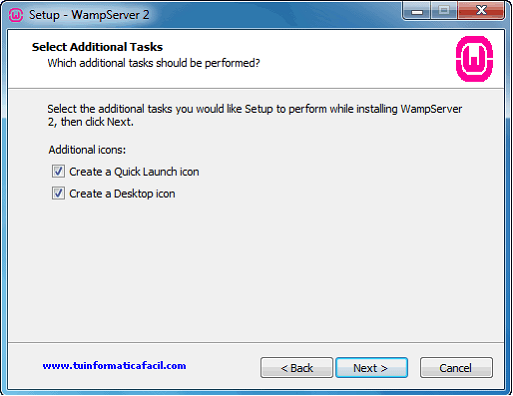 Setup - WampServer 2
Select Additional Tasks
Which additional tasks should be performed?
Select the additional tasks you would like Setup to perform while installing WampServer
2, then click Next.
Additional icons:
Create a Quick Launch icon
Create a Desktop icon
www.tuinformaticafacil.com
< Back
Next >
Cancel